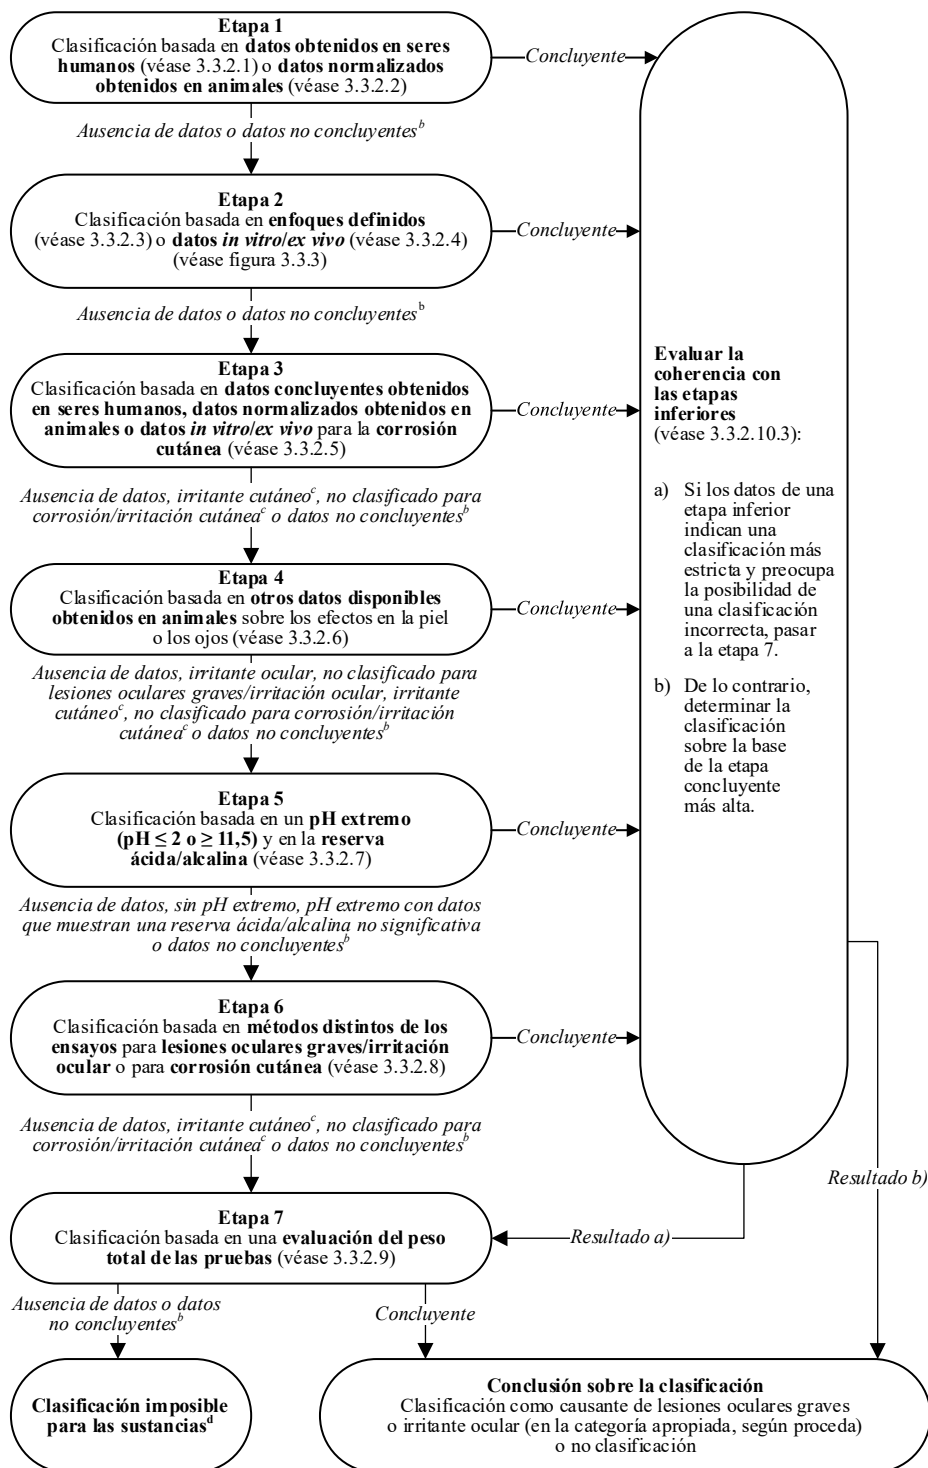 Etapa 1
Clasificación basada en datos obtenidos en seres
humanos (véase 3.3.2.1) o datos normalizados
obtenidos en animales (véase 3.3.2.2)
Concluyente
Ausencia de datos o datos no concluyentes^b
Etapa 2
Clasificación basada en enfoques definidos
(véase 3.3.2.3) o datos in vitro/ex vivo (véase 3.3.2.4)
(véase figura 3.3.3)
Concluyente
Ausencia de datos o datos no concluyentes^b
Etapa 3
Clasificación basada en datos concluyentes obtenidos
en seres humanos, datos normalizados obtenidos en
animales o datos in vitro/ex vivo para la corrosión
cutánea (véase 3.3.2.5)
Concluyente
Ausencia de datos, irritante cutáneo^c, no clasificado para
corrosión/irritación cutánea^c o datos no concluyentes^b
Etapa 4
Clasificación basada en otros datos disponibles
obtenidos en animales sobre los efectos en la piel
o los ojos (véase 3.3.2.6)
Concluyente
Ausencia de datos, irritante ocular, no clasificado para
lesiones oculares graves/irritación ocular, irritante
cutáneo^c, no clasificado para corrosión/irritación
cutánea^c o datos no concluyentes^b
Etapa 5
Clasificación basada en un pH extremo
(pH ≤ 2 o ≥ 11,5) y en la reserva
ácida/alcalina (véase 3.3.2.7)
Concluyente
Ausencia de datos, sin pH extremo, pH extremo con datos
que muestran una reserva ácida/alcalina no significativa
o datos no concluyentes^b
Etapa 6
Clasificación basada en métodos distintos de los
ensayos para lesiones oculares graves/irritación
ocular o para corrosión cutánea (véase 3.3.2.8)
Concluyente
Ausencia de datos, irritante cutáneo^c, no clasificado para
corrosión/irritación cutánea^c o datos no concluyentes^b
Evaluar la
coherencia con
las etapas
inferiores
(véase 3.3.2.10.3):
a) Si los datos de una
etapa inferior
indican una
clasificación más
estricta y preocupa
la posibilidad de
una clasificación
incorrecta, pasar
a la etapa 7.
b) De lo contrario,
determinar la
clasificación
sobre la base
de la etapa
concluyente
más alta.
Resultado b)
Etapa 7
Clasificación basada en una evaluación del peso
total de las pruebas (véase 3.3.2.9)
Resultado a)
Ausencia de datos o datos
no concluyentes^b
Concluyente
Clasificación imposible
para las sustancias^d
Conclusión sobre la clasificación
Clasificación como causante de lesiones oculares graves
o irritante ocular (en la categoría apropiada, según proceda)
o no clasificación